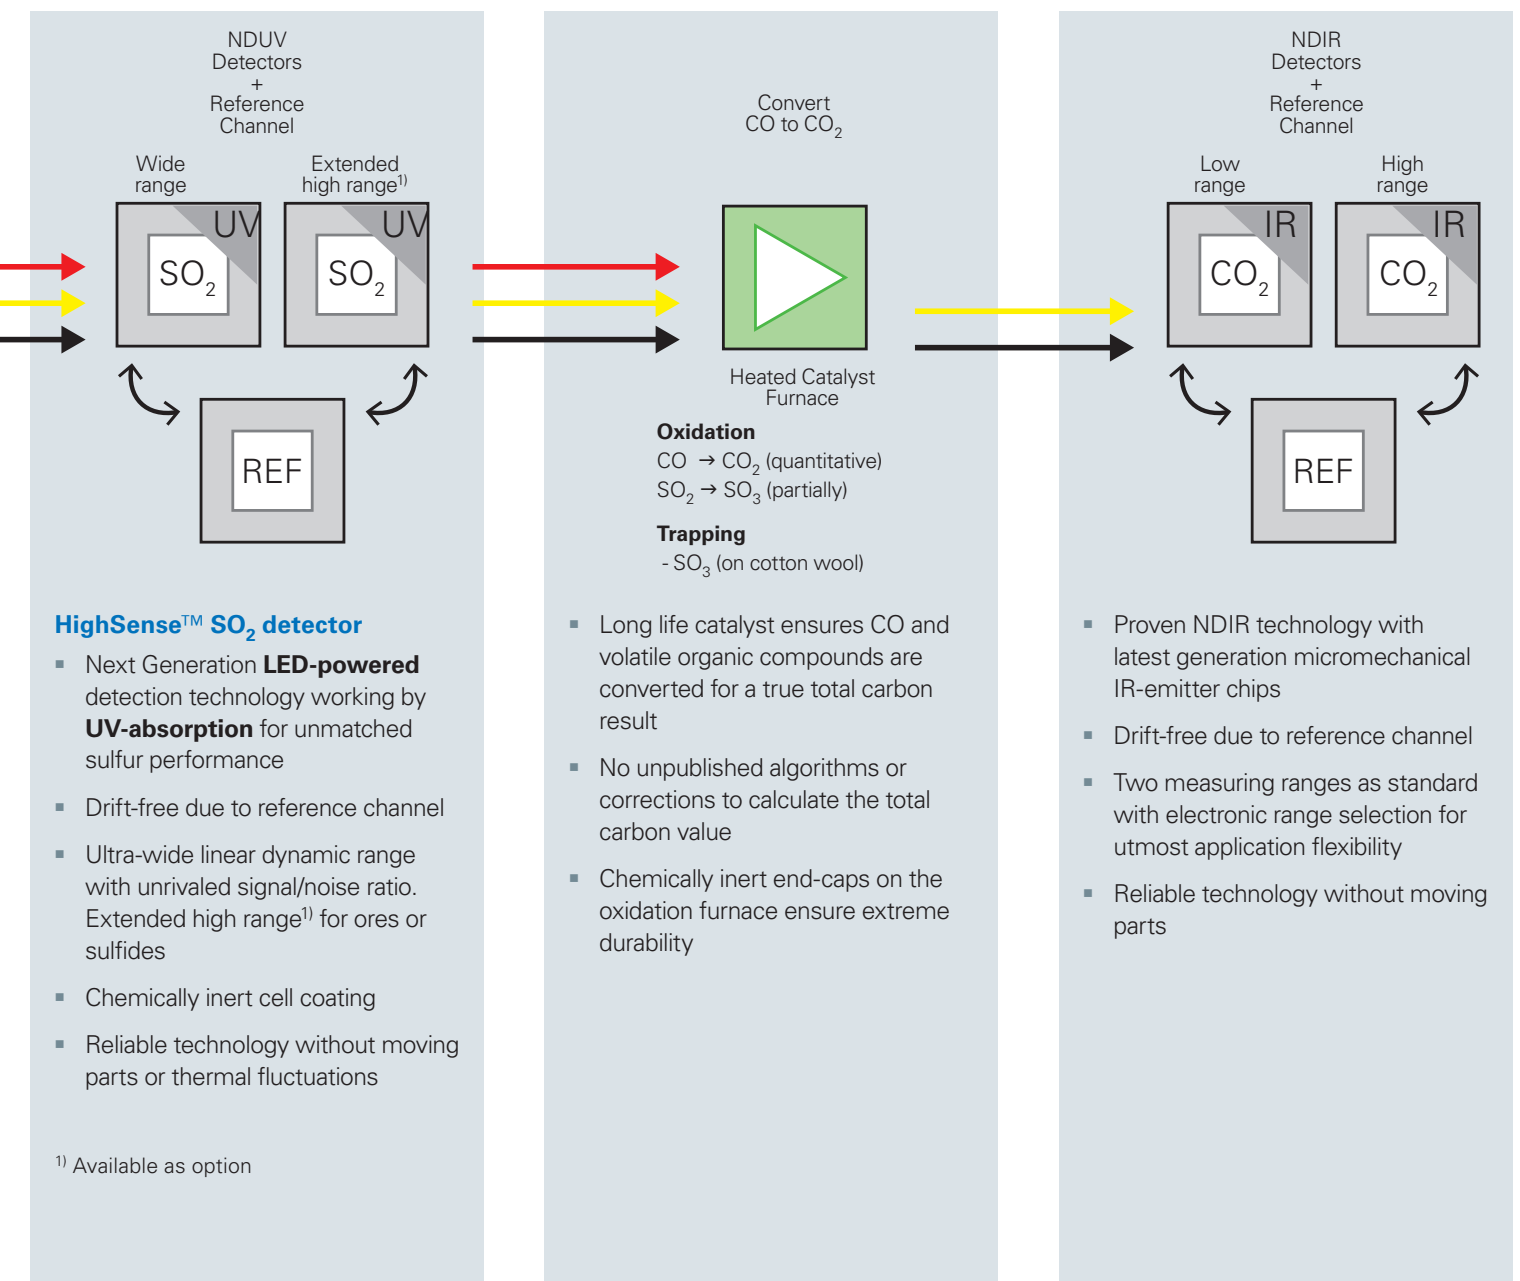 NDUV
Detectors
+
Reference
Channel
Wide
range
Extended
high range1)
UV
SO2
UV
SO2
REF
HighSense™ SO2 detector
▪ Next Generation LED-powered
detection technology working by
UV-absorption for unmatched
sulfur performance
▪ Drift-free due to reference channel
▪ Ultra-wide linear dynamic range
with unrivaled signal/noise ratio.
Extended high range1) for ores or
sulfides
▪ Chemically inert cell coating
▪ Reliable technology without moving
parts or thermal fluctuations
1) Available as option
Convert
CO to CO2
Heated Catalyst
Furnace
Oxidation
CO → CO2 (quantitative)
SO2 → SO3 (partially)
Trapping
- SO3 (on cotton wool)
▪ Long life catalyst ensures CO and
volatile organic compounds are
converted for a true total carbon
result
▪ No unpublished algorithms or
corrections to calculate the total
carbon value
▪ Chemically inert end-caps on the
oxidation furnace ensure extreme
durability
NDIR
Detectors
+
Reference
Channel
Low
range
High
range
IR
CO2
IR
CO2
REF
▪ Proven NDIR technology with
latest generation micromechanical
IR-emitter chips
▪ Drift-free due to reference channel
▪ Two measuring ranges as standard
with electronic range selection for
utmost application flexibility
▪ Reliable technology without moving
parts